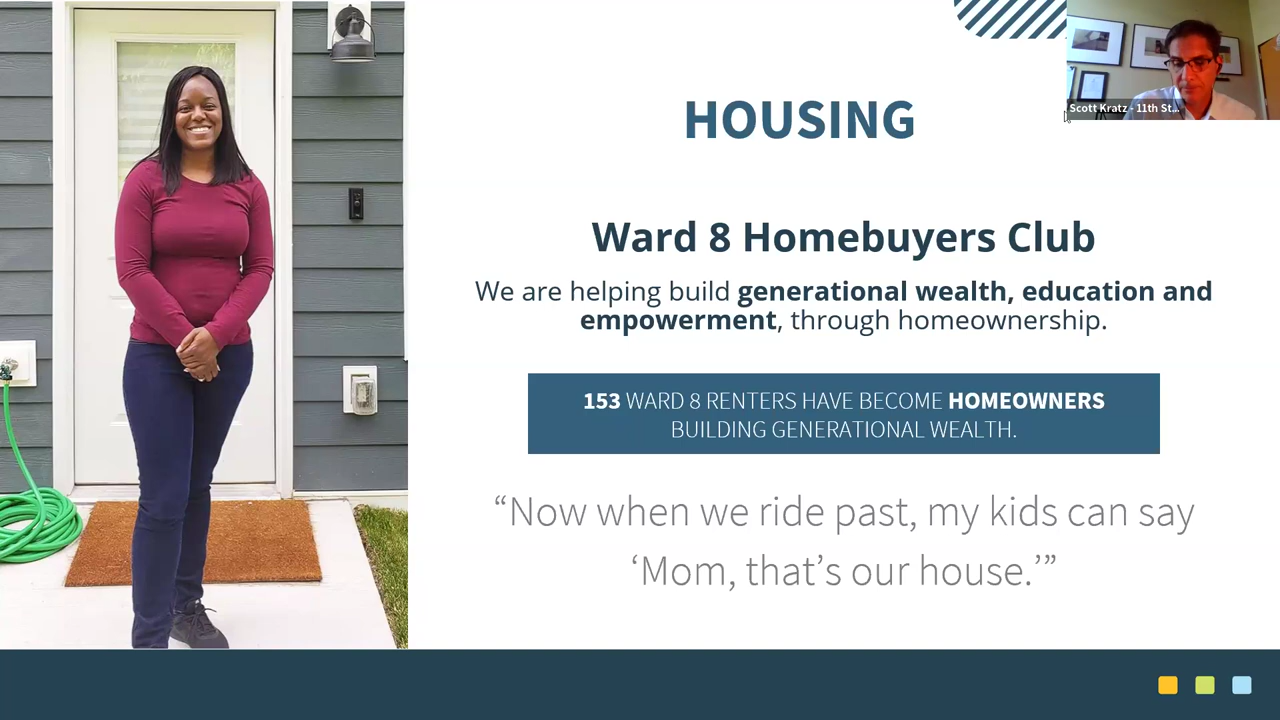 Scott Kratz - 11th St...
HOUSING
Ward 8 Homebuyers Club
We are helping build generational wealth, education and
empowerment, through homeownership.
153 WARD 8 RENTERS HAVE BECOME HOMEOWNERS
BUILDING GENERATIONAL WEALTH.
“Now when we ride past, my kids can say
‘Mom, that’s our house.’”